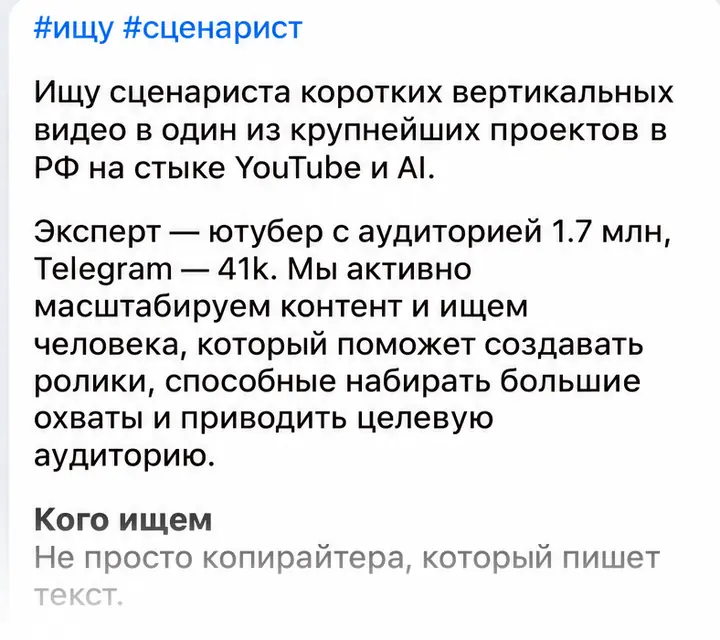 #ищу #сценарист
Ищу сценариста коротких вертикальных
видео в один из крупнейших проектов в
РФ на стыке YouTube и AI.
Эксперт — ютубер с аудиторией 1.7 млн,
Telegram — 41k. Мы активно
масштабируем контент и ищем
человека, который поможет создавать
ролики, способные набирать большие
охваты и приводить целевую
аудиторию.
Кого ищем
Не просто копирайтера, который пишет
текст.